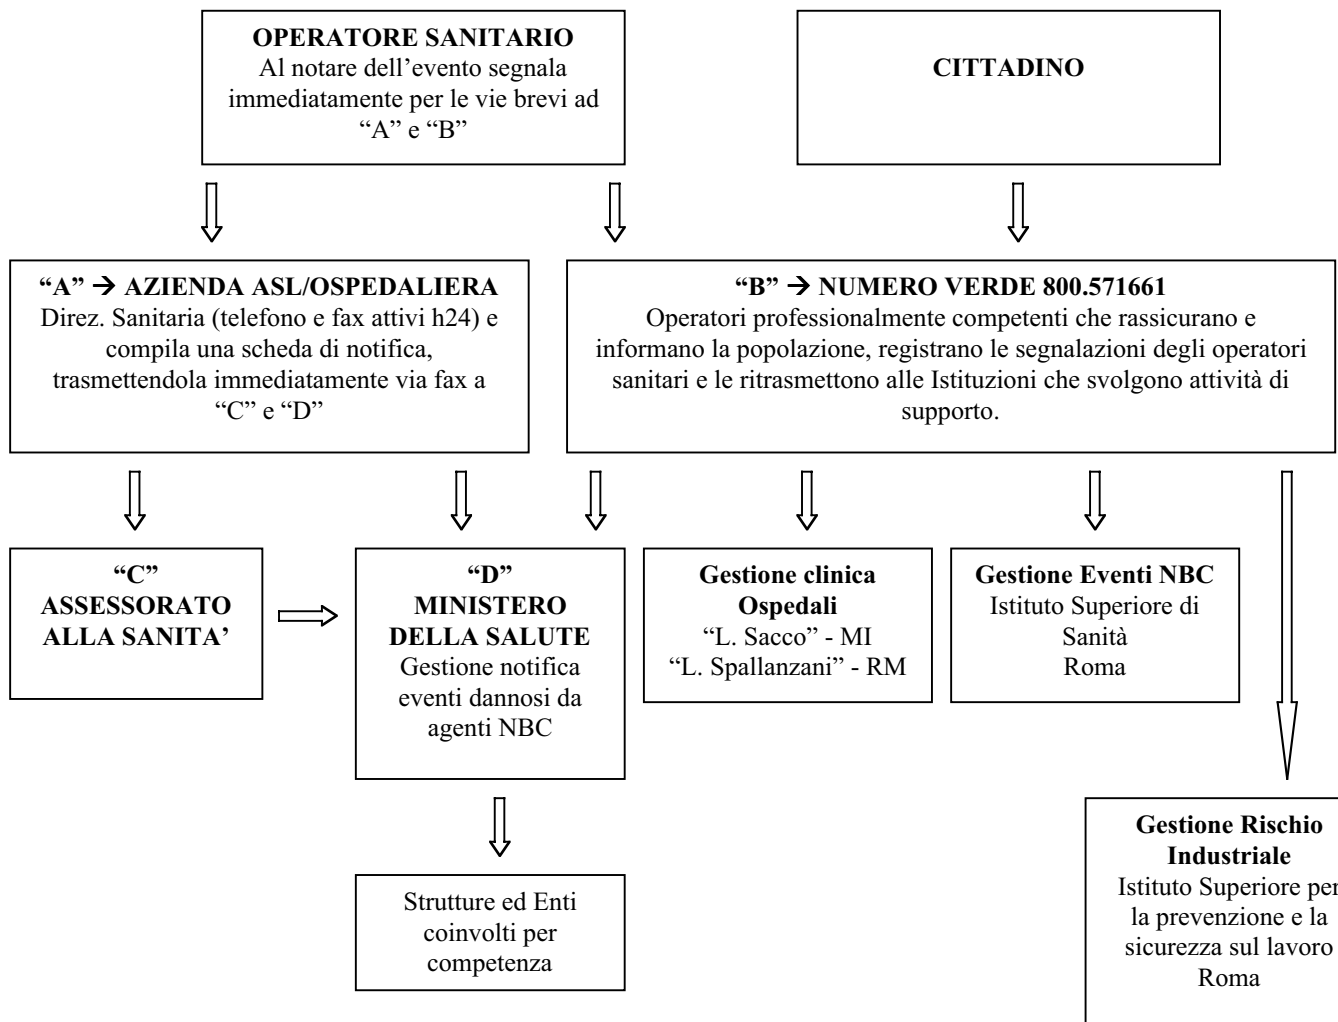 OPERATORE SANITARIO
Al notare dell’evento segnala
immediatamente per le vie brevi ad
“A” e “B”
CITTADINO
“A” → AZIENDA ASL/OSPEDALIERA
Direz. Sanitaria (telefono e fax attivi h24) e
compila una scheda di notifica,
trasmettendola immediatamente via fax a
“C” e “D”
“B” → NUMERO VERDE 800.571661
Operatori professionalmente competenti che rassicurano e
informano la popolazione, registrano le segnalazioni degli operatori
sanitari e le ritrasmettono alle Istituzioni che svolgono attività di
supporto.
“C”
ASSESSORATO
ALLA SANITA’
“D”
MINISTERO
DELLA SALUTE
Gestione notifica
eventi dannosi da
agenti NBC
Gestione clinica
Ospedali
“L. Sacco” - MI
“L. Spallanzani” - RM
Gestione Eventi NBC
Istituto Superiore di
Sanità
Roma
Strutture ed Enti
coinvolti per
competenza
Gestione Rischio
Industriale
Istituto Superiore per
la prevenzione e la
sicurezza sul lavoro
Roma